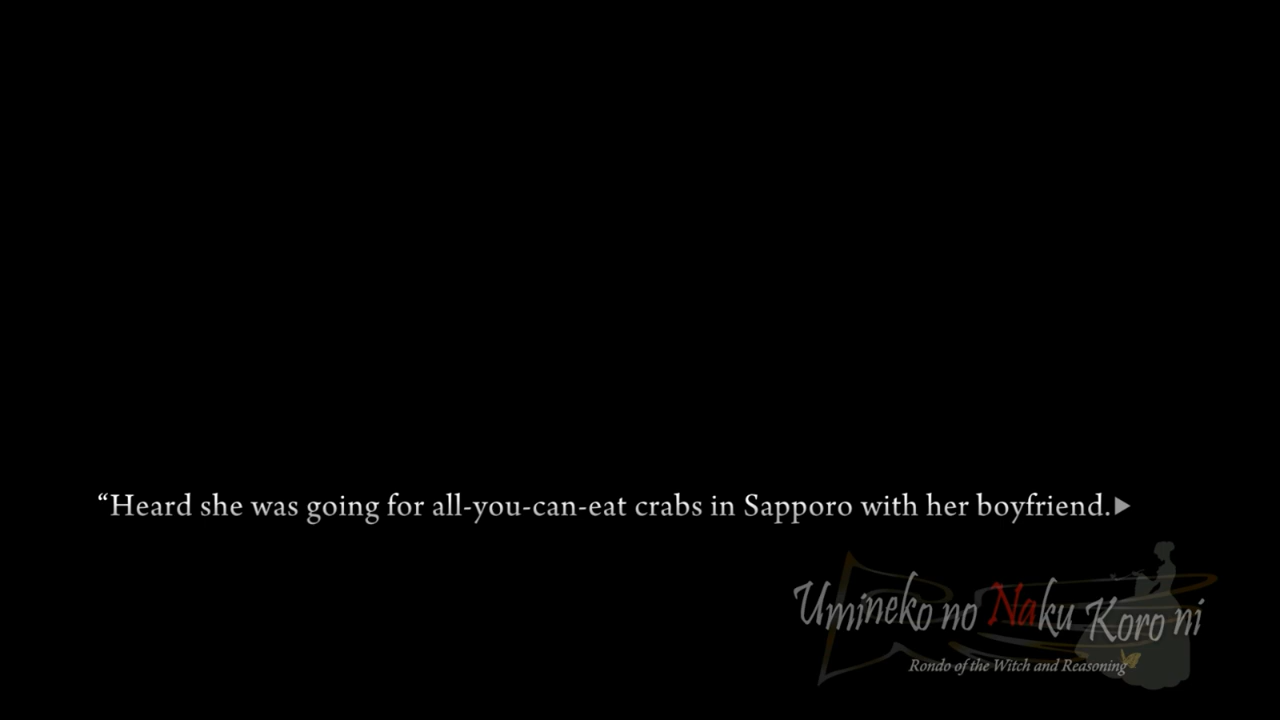 “Heard she was going for all-you-can-eat crabs in Sapporo with her boyfriend.
Umineko no Naku Koro ni
Rondo of the Witch and Reasoning